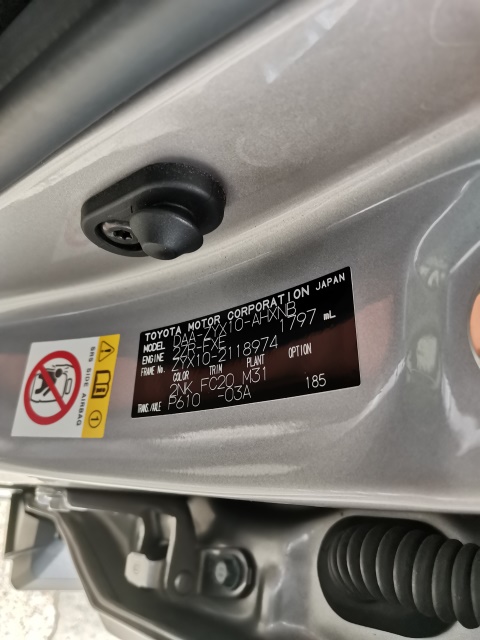 TOYOTA MOTOR CORPORATION JAPAN
MODEL DAA-ZYX10-AHXNB
ENGINE 2ZR-FXE 1797 mL
FRAME No. ZYX10-2118974
COLOR TRIM PLANT OPTION
2NK FC20 M31
TRANS./AXLE P610 -03A 185
SRS SIDE AIRBAG